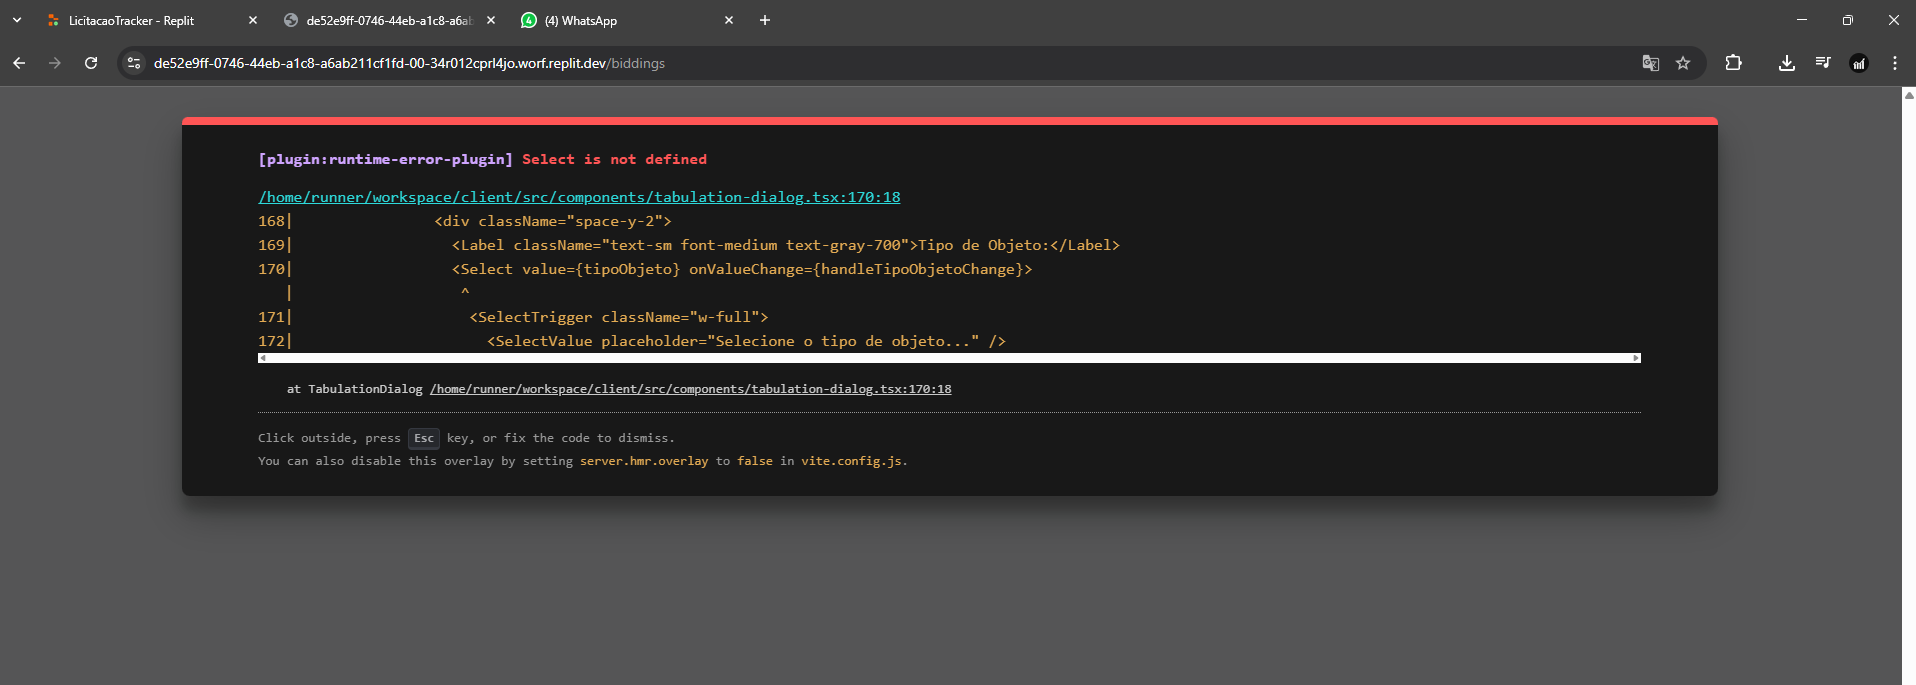 LicitacaoTracker - Replit
de52e9ff-0746-44eb-a1c8-a6ab
4 (4) WhatsApp
de52e9ff-0746-44eb-a1c8-a6ab211cf1fd-00-34r012cprl4jo.worf.replit.dev/biddings
[plugin:runtime-error-plugin] Select is not defined
/home/runner/workspace/client/src/components/tabulation-dialog.tsx:170:18
168|                <div className="space-y-2">
169|                  <Label className="text-sm font-medium text-gray-700">Tipo de Objeto:</Label>
170|                  <Select value={tipoObjeto} onValueChange={handleTipoObjetoChange}>
   |                   ^
171|                    <SelectTrigger className="w-full">
172|                      <SelectValue placeholder="Selecione o tipo de objeto..." />
at TabulationDialog /home/runner/workspace/client/src/components/tabulation-dialog.tsx:170:18
Click outside, press Esc key, or fix the code to dismiss.
You can also disable this overlay by setting server.hmr.overlay to false in vite.config.js.